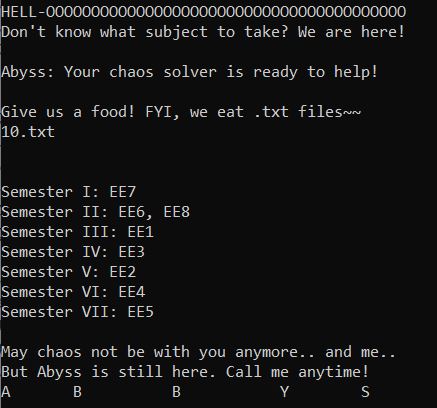 HELL-OOOOOOOOOOOOOOOOOOOOOOOOOOOOOOOOOOOOOOOO
Don't know what subject to take? We are here!
Abyss: Your chaos solver is ready to help!
Give us a food! FYI, we eat .txt files~~
10.txt
Semester I: EE7
Semester II: EE6, EE8
Semester III: EE1
Semester IV: EE3
Semester V: EE2
Semester VI: EE4
Semester VII: EE5
May chaos not be with you anymore.. and me..
But Abyss is still here. Call me anytime!
A B B Y S